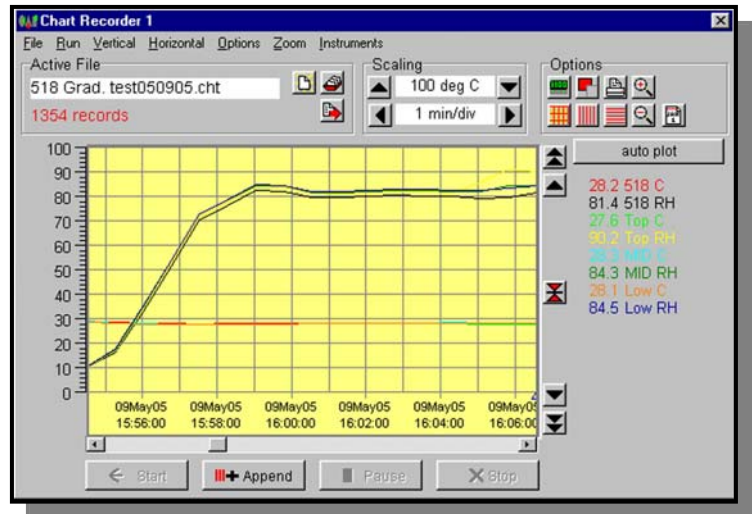 Chart Recorder 1
File Run Vertical Horizontal Options Zoom Instruments
Active File
518 Grad. test050905.cht
1354 records
Scaling
100 deg C
1 min/div
Options
auto plot
100
90
80
70
60
50
40
30
20
10
0
09May05 09May05 09May05 09May05 09May05 09May05
15:56:00 15:58:00 16:00:00 16:02:00 16:04:00 16:06:00
28.2 518 C
81.4 518 RH
27.6 Top C
90.2 Top RH
28.3 MID C
84.3 MID RH
28.1 Low C
84.5 Low RH
Start Append Pause Stop